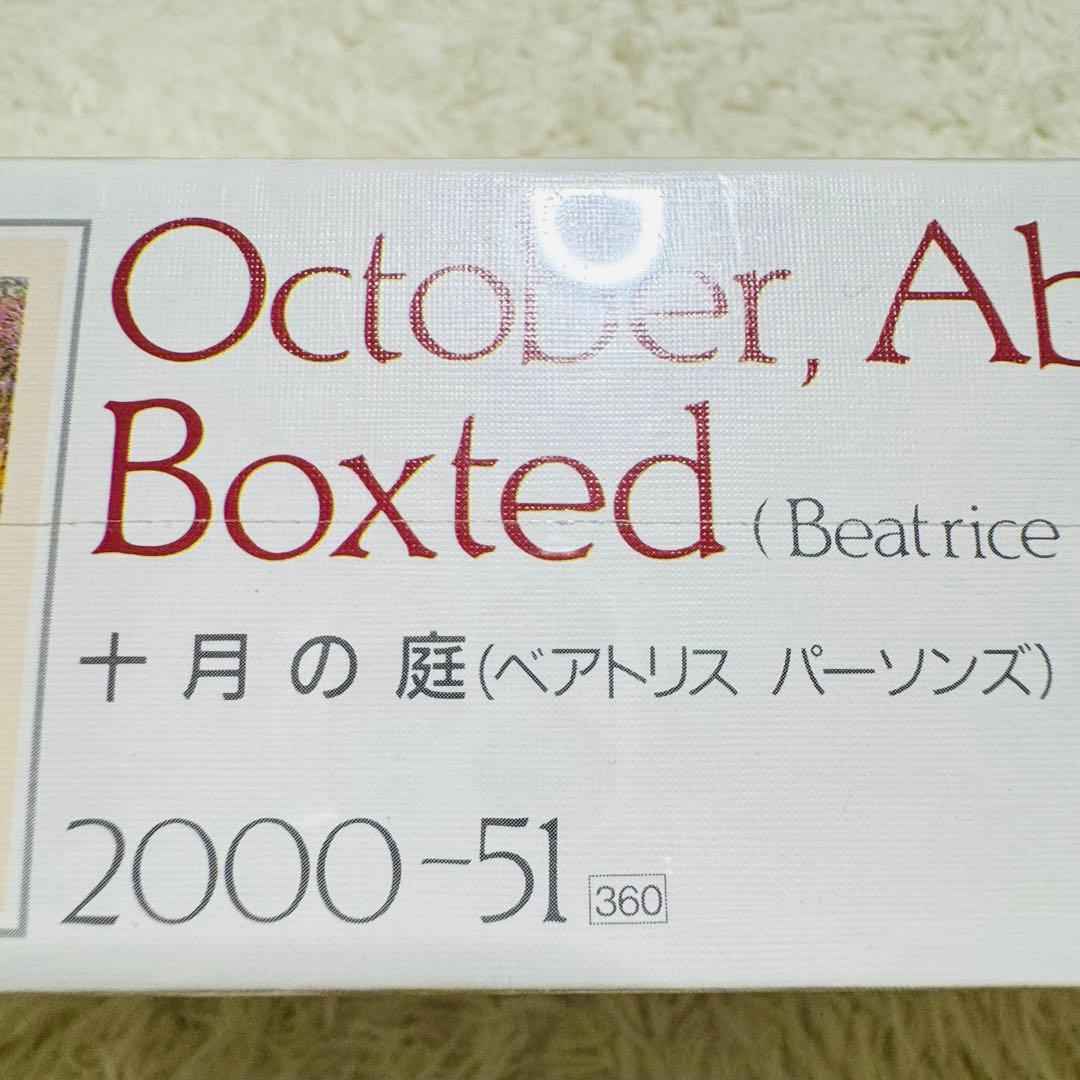 October, Ab
Boxted (Beatrice
十月の庭(ベアトリス パーソンズ)
2000-51 360